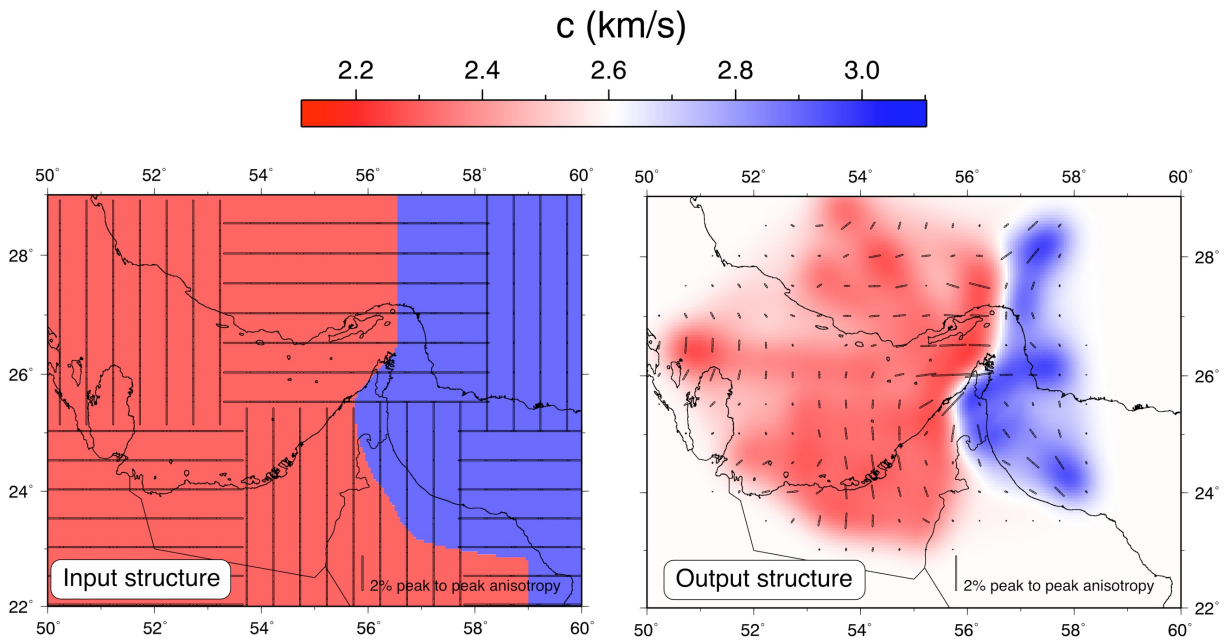 c (km/s)
2.2 2.4 2.6 2.8 3.0
50° 52° 54° 56° 58° 60° 50° 52° 54° 56° 58° 60°
28° 28°
26° 26°
24° 24°
22° 22°
Input structure 2% peak to peak anisotropy Output structure 2% peak to peak anisotropy
50° 52° 54° 56° 58° 60° 50° 52° 54° 56° 58° 60°